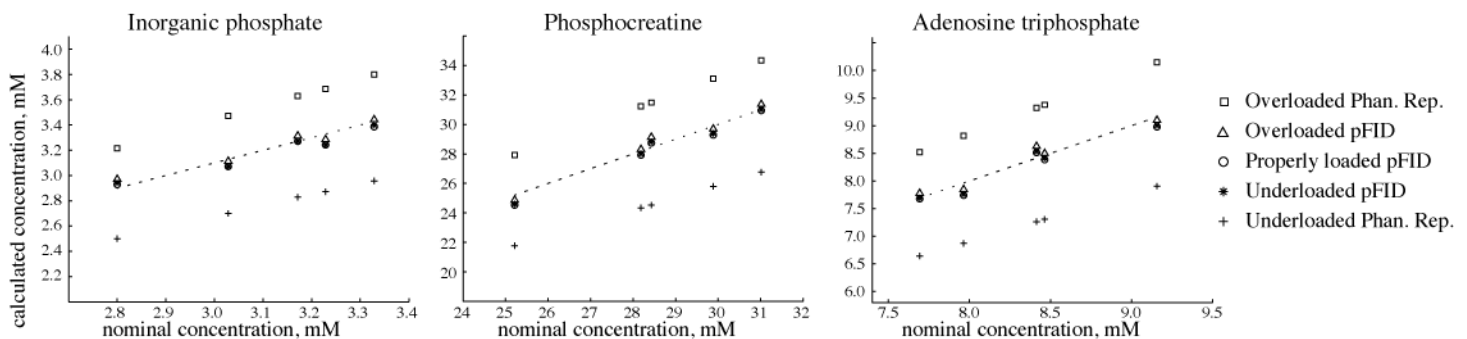 Inorganic phosphate
calculated concentration, mM
4.0
3.8
3.6
3.4
3.2
3.0
2.8
2.6
2.4
2.2
2.8 2.9 3.0 3.1 3.2 3.3 3.4
nominal concentration, mM
Phosphocreatine
34
32
30
28
26
24
22
20
24 25 26 27 28 29 30 31 32
nominal concentration, mM
Adenosine triphosphate
10.0
9.5
9.0
8.5
8.0
7.5
7.0
6.5
6.0
7.5 8.0 8.5 9.0 9.5
nominal concentration, mM
Overloaded Phan. Rep.
Overloaded pFID
Properly loaded pFID
Underloaded pFID
Underloaded Phan. Rep.